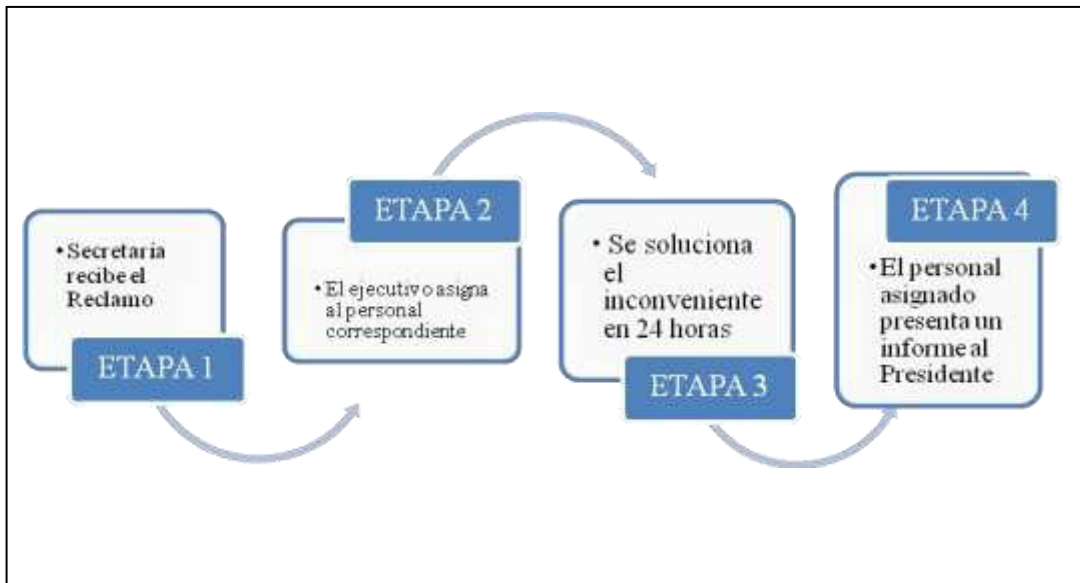 • Secretaria
recibe el
Reclamo
ETAPA 1
ETAPA 2
• El ejecutivo asigna
al personal
correspondiente
• Se soluciona
el
inconveniente
en 24 horas
ETAPA 3
ETAPA 4
• El personal
asignado
presenta un
informe al
Presidente